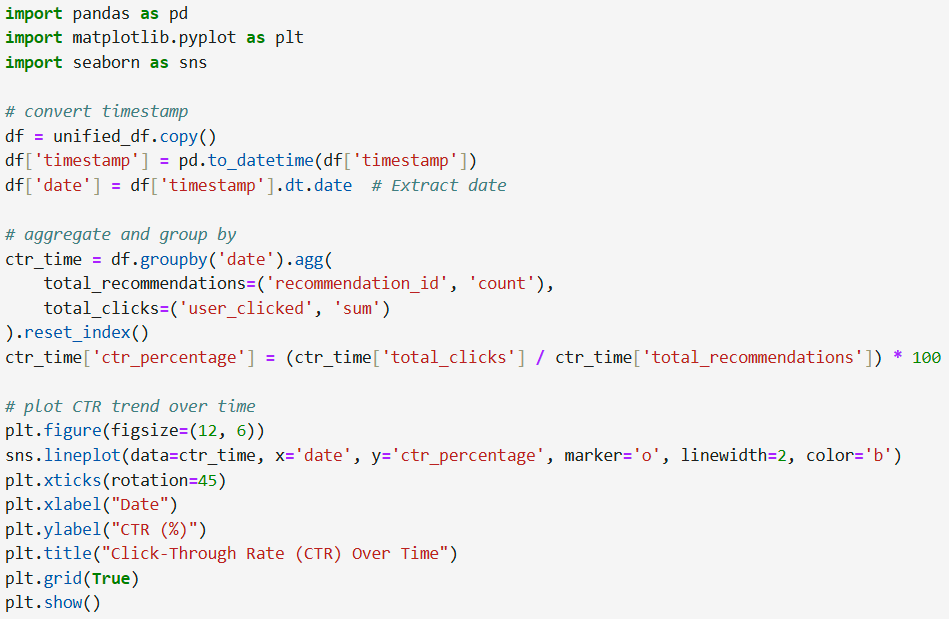 import pandas as pd
import matplotlib.pyplot as plt
import seaborn as sns

# convert timestamp
df = unified_df.copy()
df['timestamp'] = pd.to_datetime(df['timestamp'])
df['date'] = df['timestamp'].dt.date  # Extract date

# aggregate and group by
ctr_time = df.groupby('date').agg(
    total_recommendations=('recommendation_id', 'count'),
    total_clicks=('user_clicked', 'sum')
).reset_index()
ctr_time['ctr_percentage'] = (ctr_time['total_clicks'] / ctr_time['total_recommendations']) * 100

# plot CTR trend over time
plt.figure(figsize=(12, 6))
sns.lineplot(data=ctr_time, x='date', y='ctr_percentage', marker='o', linewidth=2, color='b')
plt.xticks(rotation=45)
plt.xlabel("Date")
plt.ylabel("CTR (%)")
plt.title("Click-Through Rate (CTR) Over Time")
plt.grid(True)
plt.show()